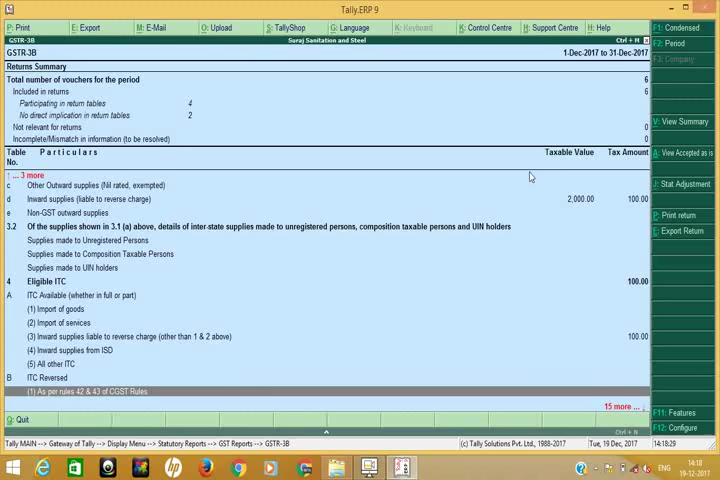 Tally.ERP 9
P: Print E: Export M: E-Mail O: Upload S: TallyShop G: Language K: Keyboard K: Control Centre H: Support Centre H: Help
F1: Condensed
GSTR-3B Suraj Sanitation and Steel Ctrl + M
F2: Period
GSTR-3B 1-Dec-2017 to 31-Dec-2017
F3: Company
Returns Summary
Total number of vouchers for the period 6
Included in returns 6
Participating in return tables 4
No direct implication in return tables 2
V: View Summary
Not relevant for returns 0
Incomplete/Mismatch in information (to be resolved) 0
Table No. Particulars Taxable Value Tax Amount
A: View Accepted as is
↑ ... 3 more
c Other Outward supplies (Nil rated, exempted)
J: Stat Adjustment
d Inward supplies (liable to reverse charge) 2,000.00 100.00
e Non-GST outward supplies
P: Print return
3.2 Of the supplies shown in 3.1 (a) above, details of inter-state supplies made to unregistered persons, composition taxable persons and UIN holders
E: Export Return
Supplies made to Unregistered Persons
Supplies made to Composition Taxable Persons
Supplies made to UIN holders
4 Eligible ITC 100.00
A ITC Available (whether in full or part)
(1) Import of goods
(2) Import of services
(3) Inward supplies liable to reverse charge (other than 1 & 2 above) 100.00
(4) Inward supplies from ISD
(5) All other ITC
B ITC Reversed
(1) As per rules 42 & 43 of CGST Rules
15 more ... ↓
F11: Features
Q: Quit
F12: Configure
Ctrl + N
Tally MAIN --> Gateway of Tally --> Display Menu --> Statutory Reports --> GST Reports --> GSTR-3B (c) Tally Solutions Pvt. Ltd., 1988-2017 Tue, 19 Dec, 2017 14:18:29
ENG 14:18
19-12-2017